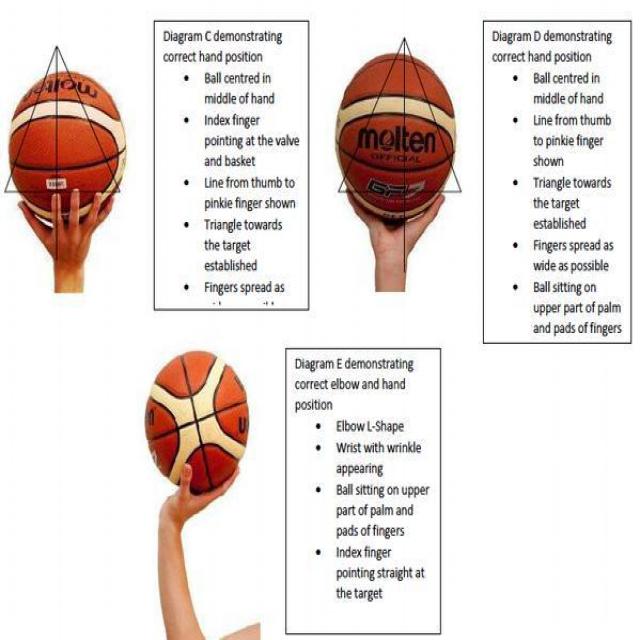 Diagram C demonstrating
correct hand position
• Ball centred in
middle of hand
• Index finger
pointing at the valve
and basket
• Line from thumb to
pinkie finger shown
• Triangle towards
the target
established
• Fingers spread as
molten
Diagram D demonstrating
correct hand position
• Ball centred in
middle of hand
• Line from thumb
to pinkie finger
shown
• Triangle towards
the target
established
• Fingers spread as
wide as possible
• Ball sitting on
upper part of palm
and pads of fingers
molten
OFFICIAL
Diagram E demonstrating
correct elbow and hand
position
• Elbow L-Shape
• Wrist with wrinkle
appearing
• Ball sitting on upper
part of palm and
pads of fingers
• Index finger
pointing straight at
the target